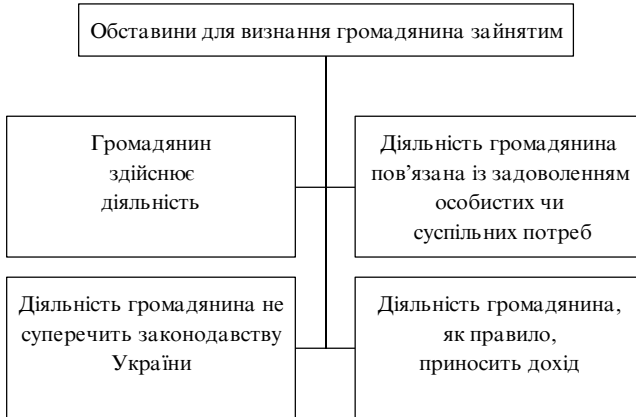 Обставини для визнання громадянина зайнятим
Громадянин
здійснює
діяльність
Діяльність громадянина
пов’язана із задоволенням
особистих чи
суспільних потреб
Діяльність громадянина не
суперечить законодавству
України
Діяльність громадянина,
як правило,
приносить дохід